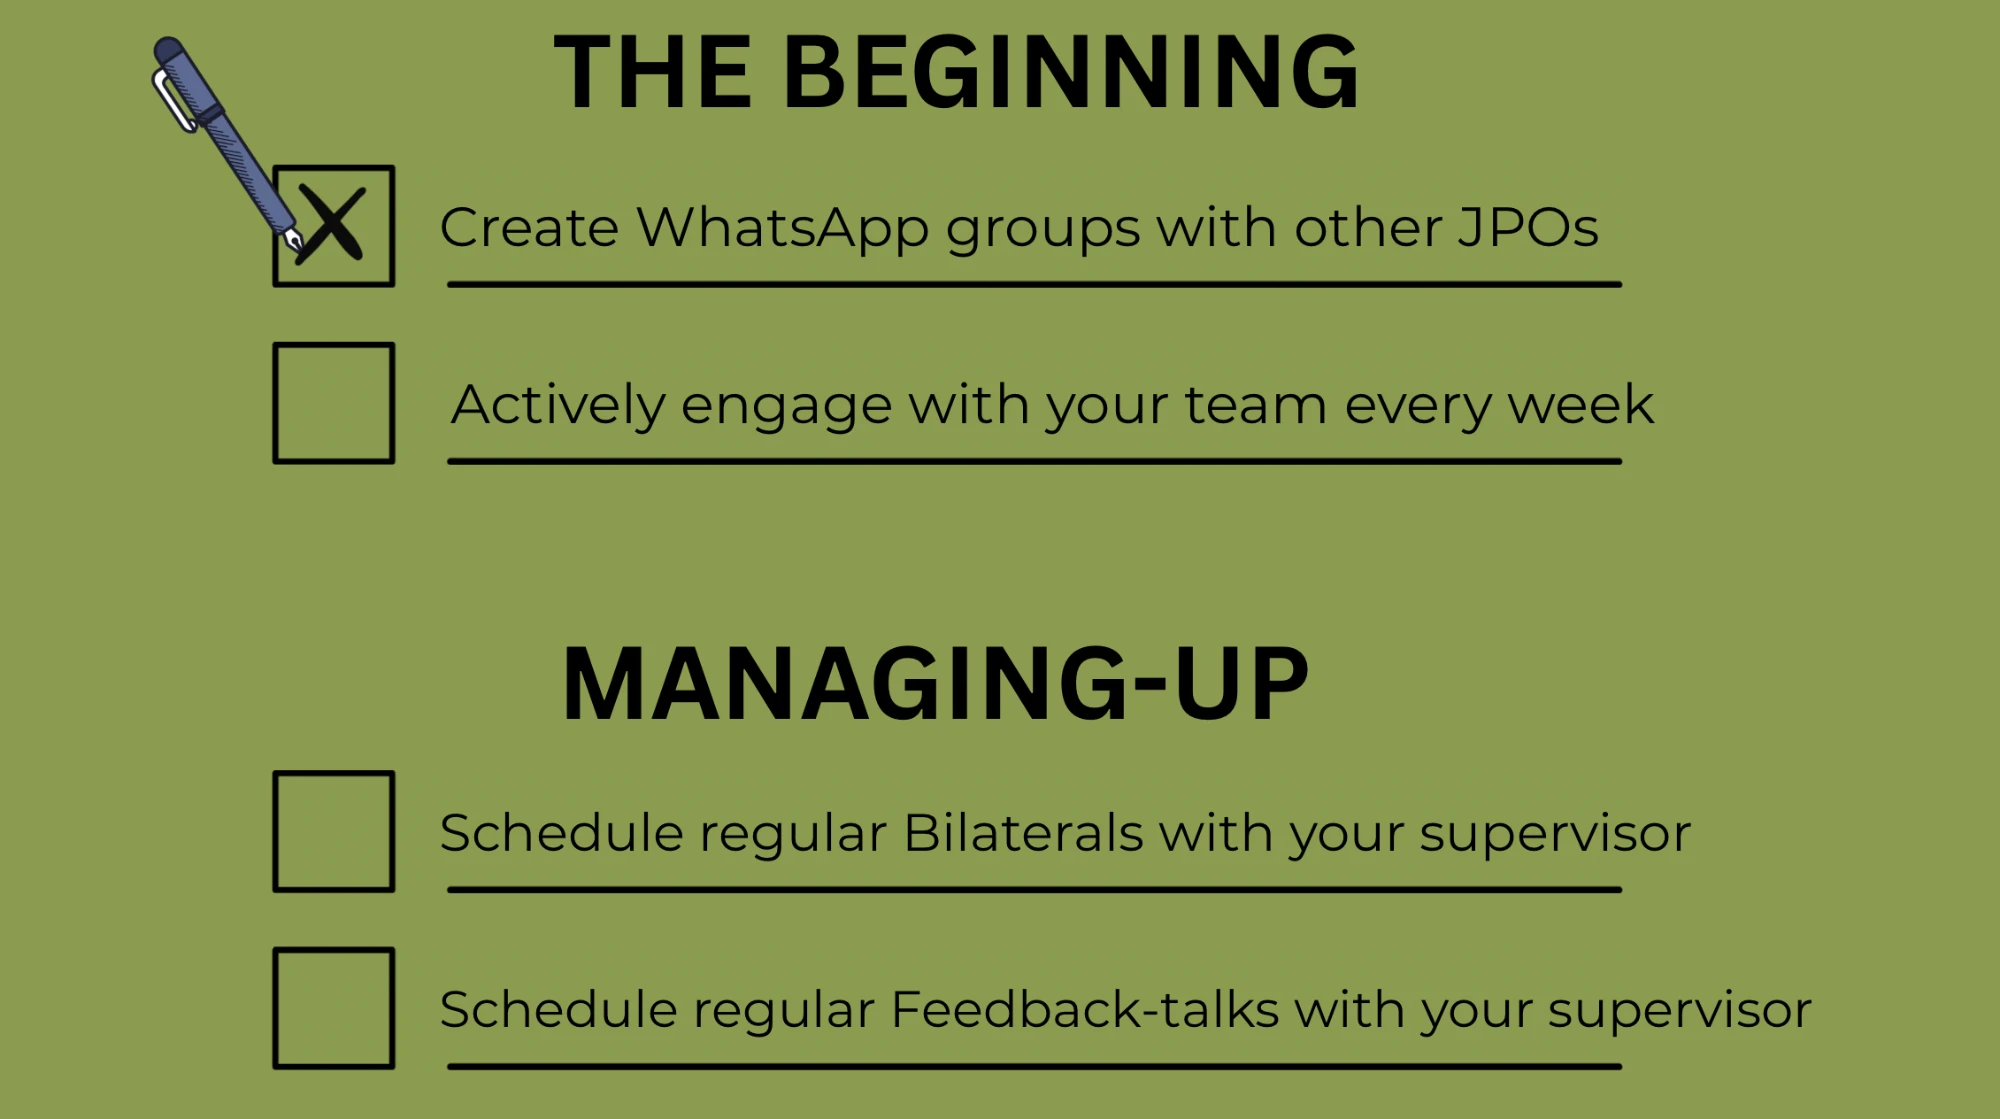 THE BEGINNING
Create WhatsApp groups with other JPOs
Actively engage with your team every week
MANAGING-UP
Schedule regular Bilaterals with your supervisor
Schedule regular Feedback-talks with your supervisor